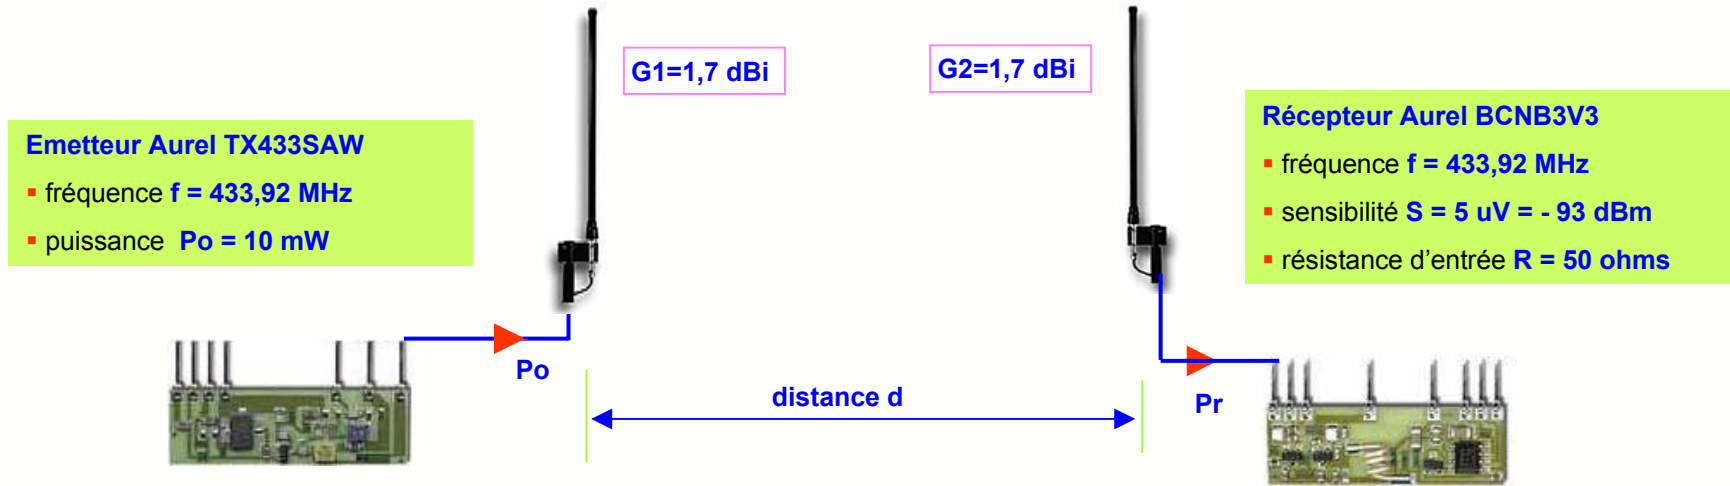 G1=1,7 dBi
G2=1,7 dBi
Emetteur Aurel TX433SAW
▪ fréquence f = 433,92 MHz
▪ puissance Po = 10 mW
Récepteur Aurel BCNB3V3
▪ fréquence f = 433,92 MHz
▪ sensibilité S = 5 uV = - 93 dBm
▪ résistance d'entrée R = 50 ohms
Po
distance d
Pr